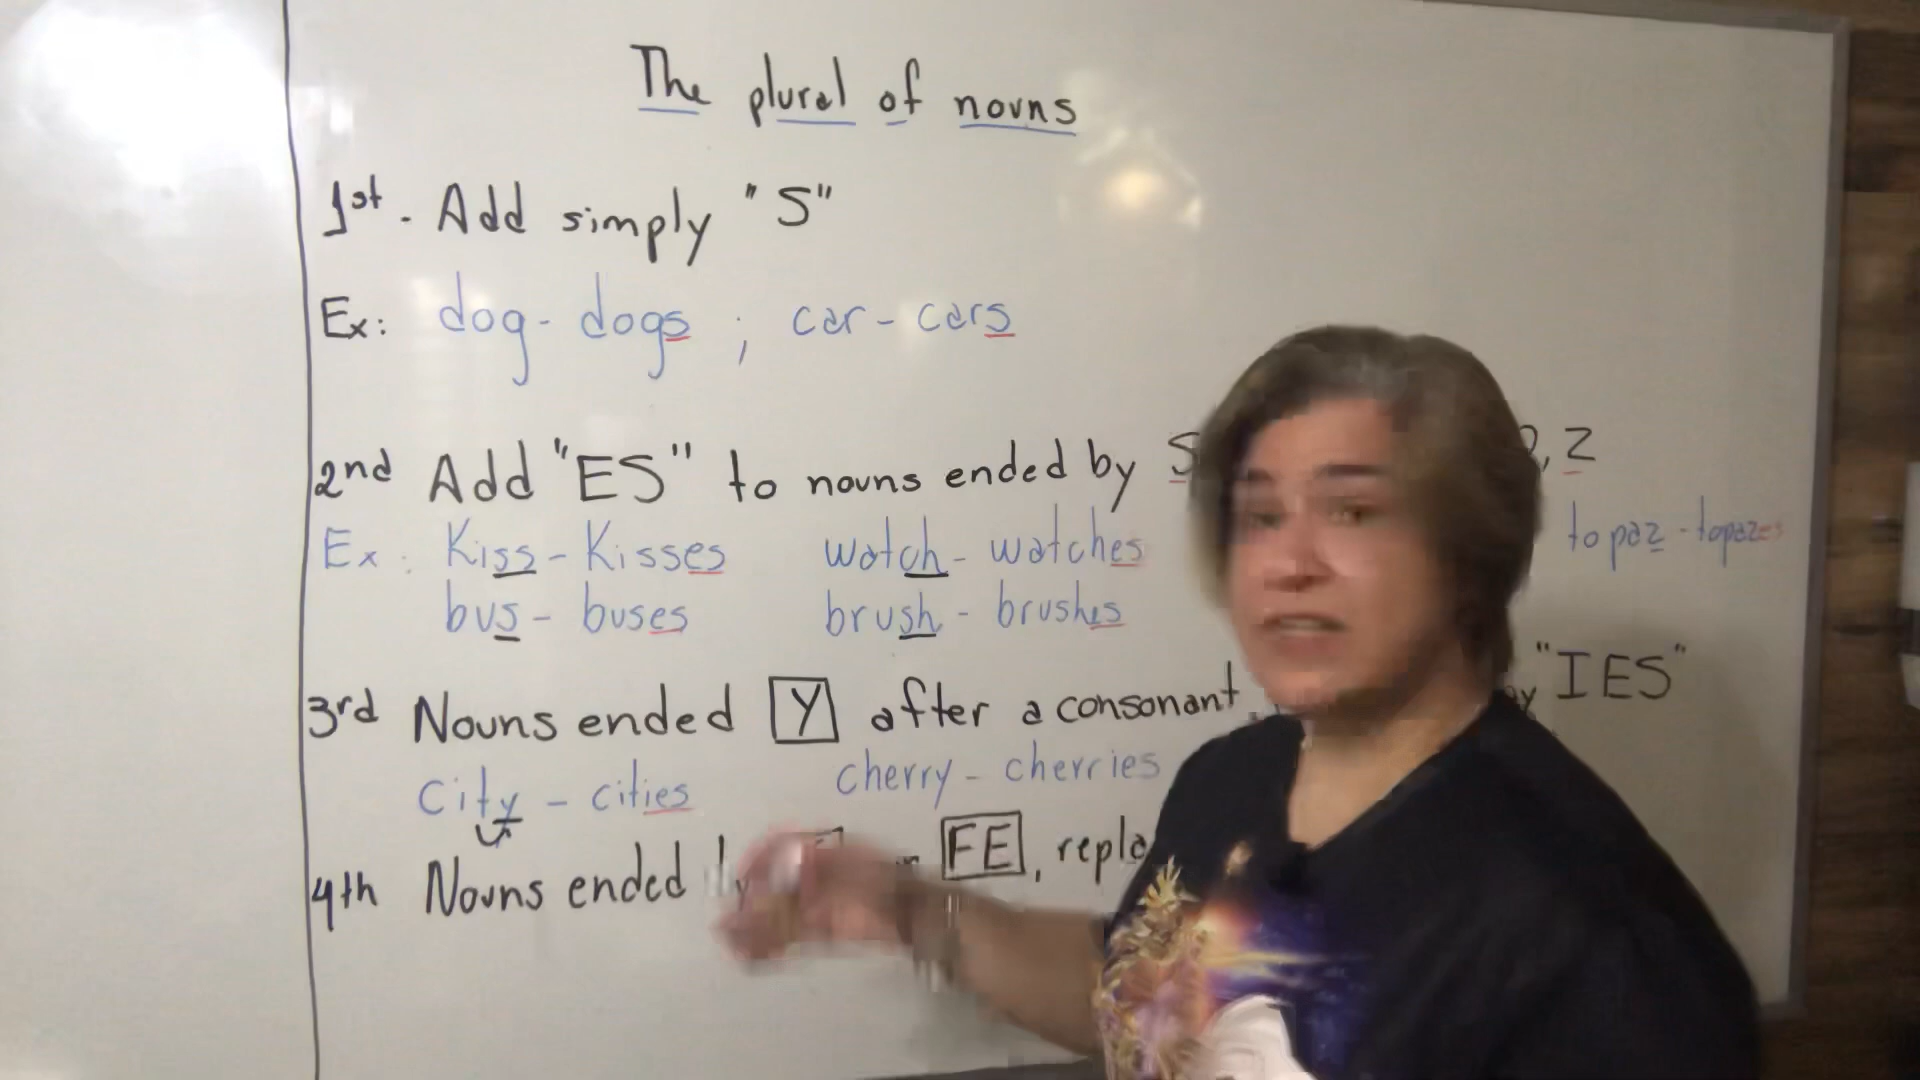 The plural of nouns
1st - Add simply "S"
Ex: dog - dogs ; car - cars
2nd Add "ES" to nouns ended by S , Z
Ex: Kiss - Kisses watch - watches topaz - topazes
bus - buses brush - brushes
3rd Nouns ended Y after a consonant, "IES"
city - cities cherry - cherries
4th Nouns ended by FE,